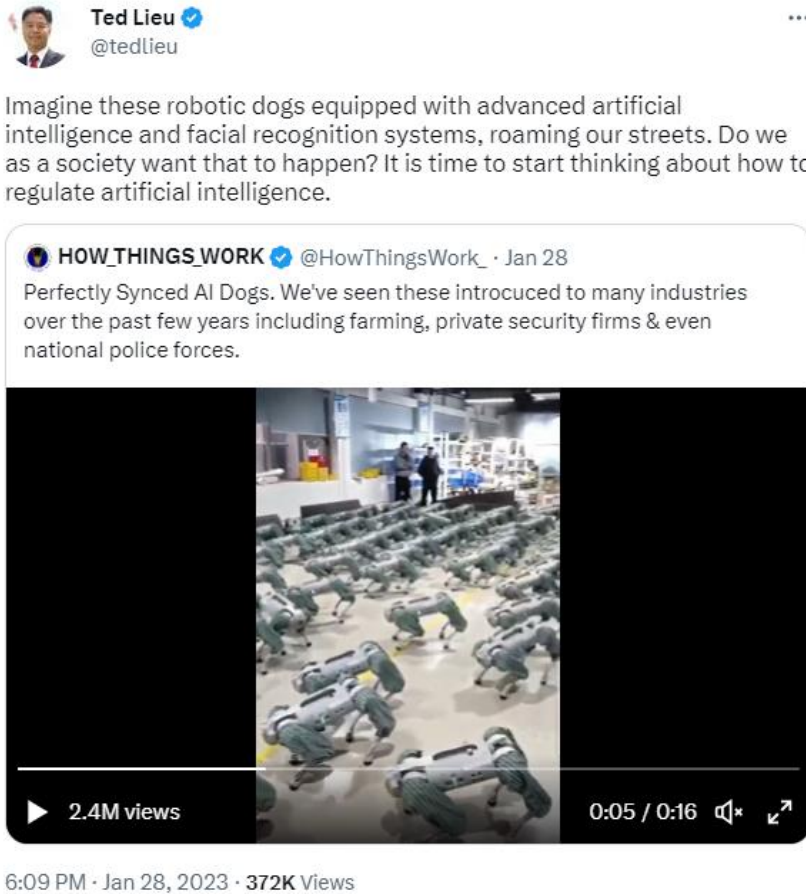 Ted Lieu
@tedlieu
Imagine these robotic dogs equipped with advanced artificial
intelligence and facial recognition systems, roaming our streets. Do we
as a society want that to happen? It is time to start thinking about how to
regulate artificial intelligence.
HOW_THINGS_WORK @HowThingsWork_ · Jan 28
Perfectly Synced AI Dogs. We've seen these introcuced to many industries
over the past few years including farming, private security firms & even
national police forces.
2.4M views
0:05 / 0:16
6:09 PM · Jan 28, 2023 · 372K Views